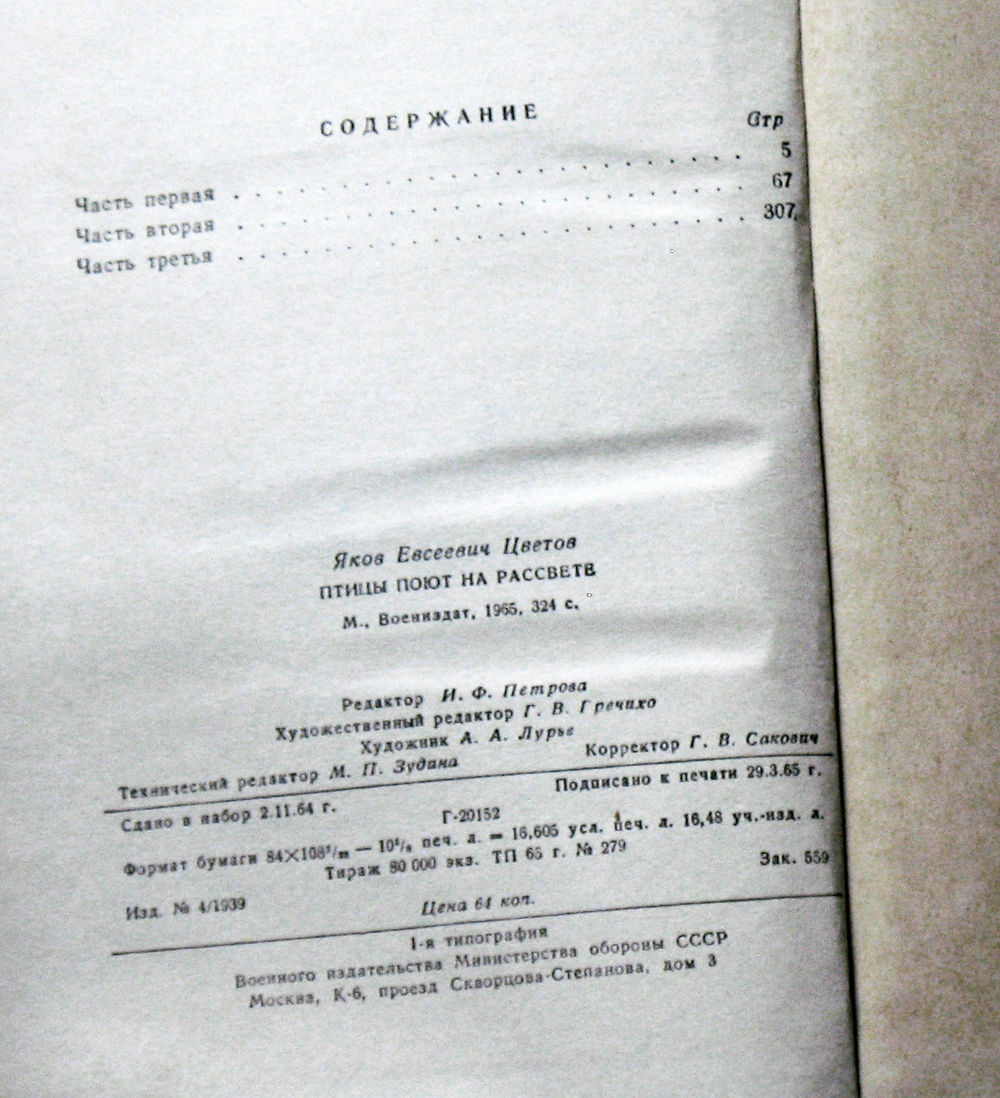 СОДЕРЖАНИЕ
Стр
Часть первая . . . . . . . . . . . . . . . . . . . . . . . . 5
Часть вторая . . . . . . . . . . . . . . . . . . . . . . . . 67
Часть третья . . . . . . . . . . . . . . . . . . . . . . . . 307
Яков Евсеевич Цветов
ПТИЦЫ ПОЮТ НА РАССВЕТЕ
М., Воениздат, 1965, 324 с.
Редактор И. Ф. Петрова
Художественный редактор Г. В. Гречихо
Художник А. А. Лурье
Технический редактор М. П. Зудина Корректор Г. В. Сакович
Сдано в набор 2.11.64 г. Подписано к печати 29.3.65 г.
Г-20152
Формат бумаги 84×108¹/₃₂ — 10¹/₈ печ. л. = 16,605 усл. печ. л. 16,48 уч.-изд. л.
Тираж 80 000 экз. ТП 65 г. № 279
Изд. № 4/1939 Зак. 559
Цена 64 коп.
1-я типография
Военного издательства Министерства обороны СССР
Москва, К-6, проезд Скворцова-Степанова, дом 3